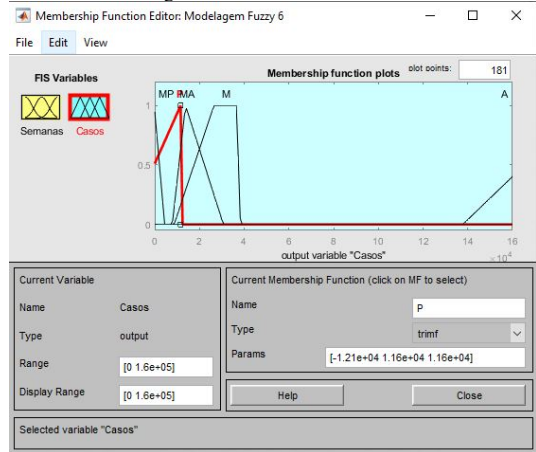 Membership Function Editor: Modelagem Fuzzy 6
File Edit View
FIS Variables
Semanas Casos
Membership function plots
plot points: 181
MP PMA M A
1
0.5
0
0 2 4 6 8 10 12 14 16
output variable "Casos"
×10⁴
Current Variable
Name Casos
Type output
Range [0 1.6e+05]
Display Range [0 1.6e+05]
Current Membership Function (click on MF to select)
Name P
Type trimf
Params [-1.21e+04 1.16e+04 1.16e+04]
Help Close
Selected variable "Casos"